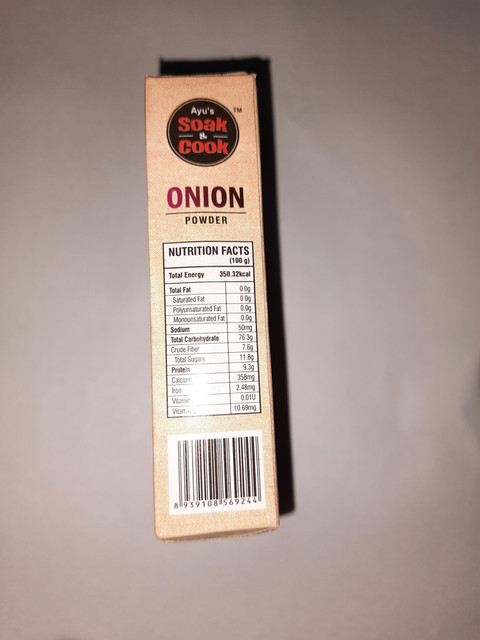 Ayu's
Soak
&
Cook
TM
ONION
POWDER
NUTRITION FACTS
(100 g)
Total Energy 350.32kcal
Total Fat 0.0g
Saturated Fat 0.0g
Polyunsaturated Fat 0.0g
Monounsaturated Fat 0.0g
Sodium 50mg
Total Carbohydrate 76.3g
Crude Fiber 7.6g
Total Sugars 11.8g
Protein 9.3g
Calcium 358mg
Iron 2.48mg
0.01U
10.69mg
8 939108 569244